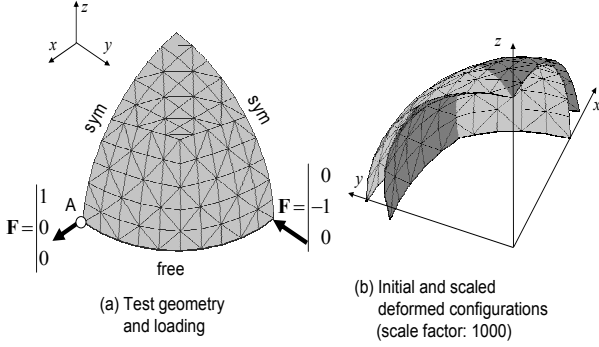 z
x y
sym
sym
z
x
y
A
F = 1 0 0
F = 0 −1 0
free
(a) Test geometry
and loading
(b) Initial and scaled
deformed configurations
(scale factor: 1000)